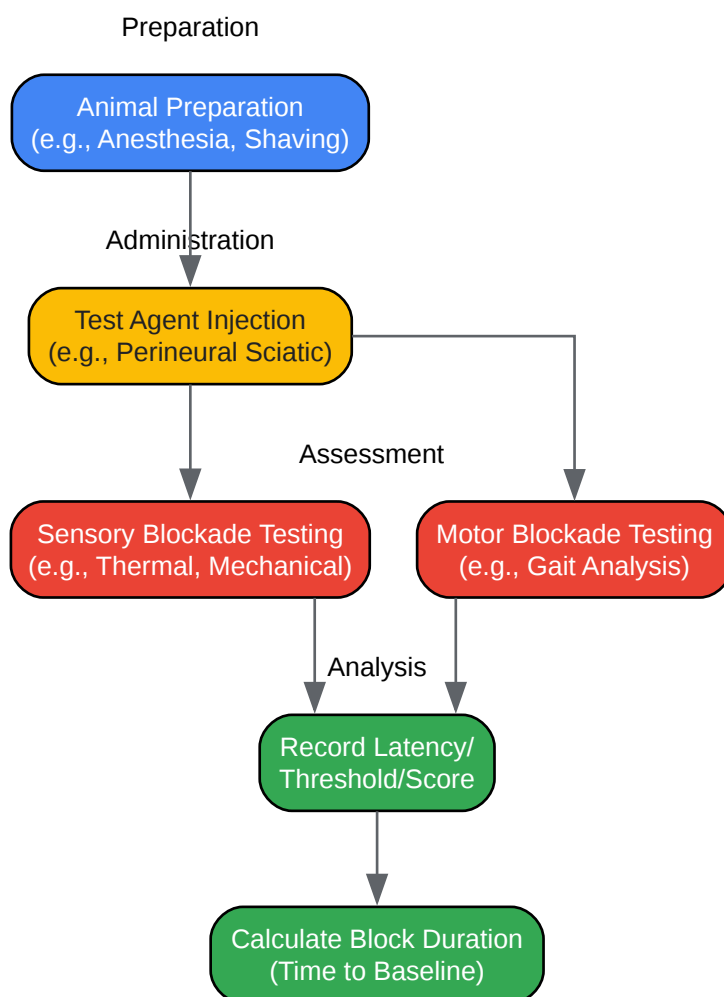 Preparation
Animal Preparation
(e.g., Anesthesia, Shaving)
Administration
Test Agent Injection
(e.g., Perineural Sciatic)
Assessment
Sensory Blockade Testing
(e.g., Thermal, Mechanical)
Motor Blockade Testing
(e.g., Gait Analysis)
Analysis
Record Latency/
Threshold/Score
Calculate Block Duration
(Time to Baseline)